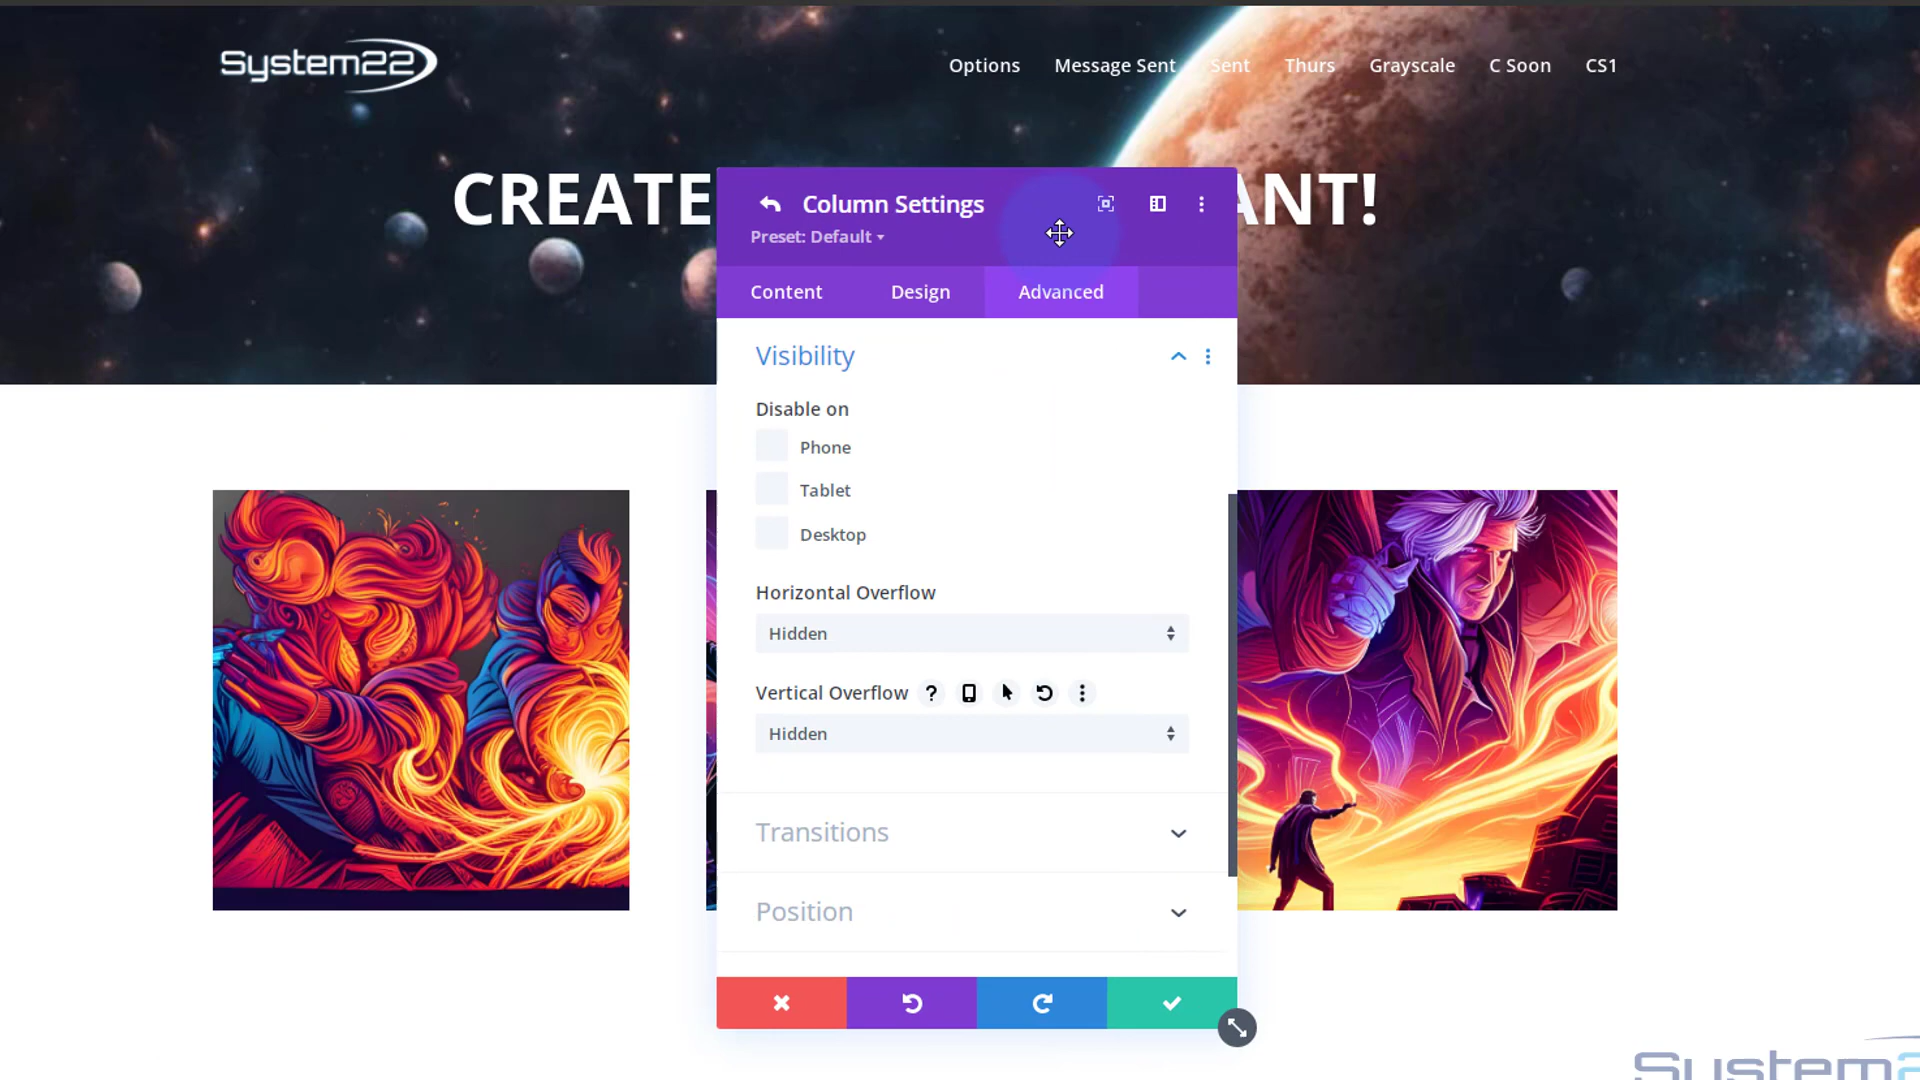 System22
Options Message Sent Sent Thurs Grayscale C Soon CS1
CREATE ANT!
Column Settings
Preset: Default
Content Design Advanced
Visibility
Disable on
Phone
Tablet
Desktop
Horizontal Overflow
Hidden
Vertical Overflow ?
Hidden
Transitions
Position
System2